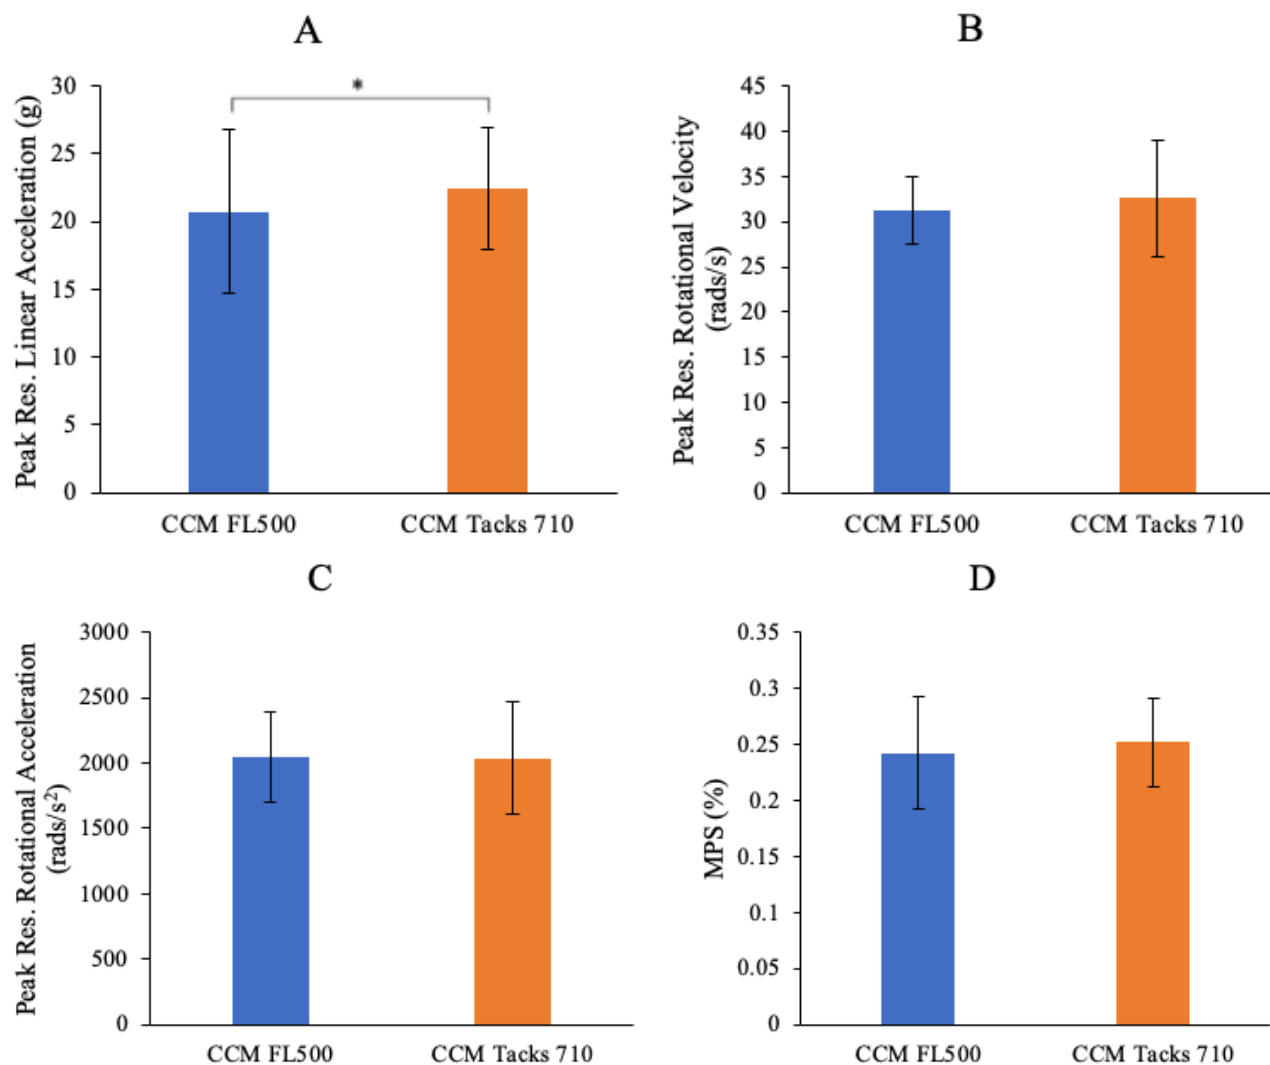 A
Peak Res. Linear Acceleration (g)
30
25
20
15
10
5
0
*
CCM FL500
CCM Tacks 710
B
Peak Res. Rotational Velocity
(rads/s)
45
40
35
30
25
20
15
10
5
0
CCM FL500
CCM Tacks 710
C
Peak Res. Rotational Acceleration
(rads/s²)
3000
2500
2000
1500
1000
500
0
CCM FL500
CCM Tacks 710
D
MPS (%)
0.35
0.3
0.25
0.2
0.15
0.1
0.05
0
CCM FL500
CCM Tacks 710